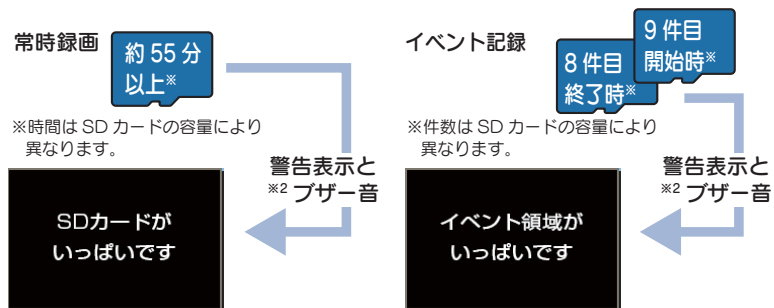 常時録画
約 55 分
以上※
※時間は SD カードの容量により
異なります。
警告表示と
※2 ブザー音
SDカードが
いっぱいです
イベント記録
8 件目
終了時※
9 件目
開始時※
※件数は SD カードの容量により
異なります。
警告表示と
※2 ブザー音
イベント領域が
いっぱいです